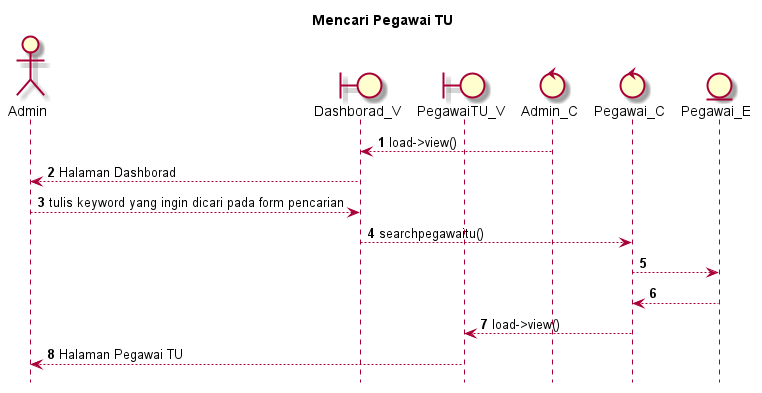 Mencari Pegawai TU
Admin
Dashborad_V
PegawaiTU_V
Admin_C
Pegawai_C
Pegawai_E
1 load->view()
2 Halaman Dashborad
3 tulis keyword yang ingin dicari pada form pencarian
4 searchpegawaitu()
5
6
7 load->view()
8 Halaman Pegawai TU